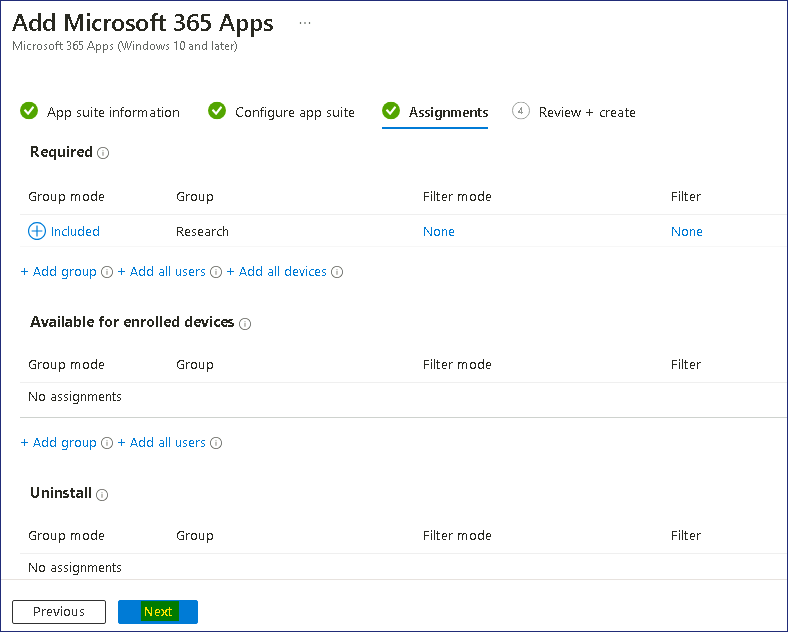 Add Microsoft 365 Apps ...
Microsoft 365 Apps (Windows 10 and later)
App suite information Configure app suite Assignments 4 Review + create
Required
Group mode Group Filter mode Filter
Included Research None None
+ Add group + Add all users + Add all devices
Available for enrolled devices
Group mode Group Filter mode Filter
No assignments
+ Add group + Add all users
Uninstall
Group mode Group Filter mode Filter
No assignments
Previous Next